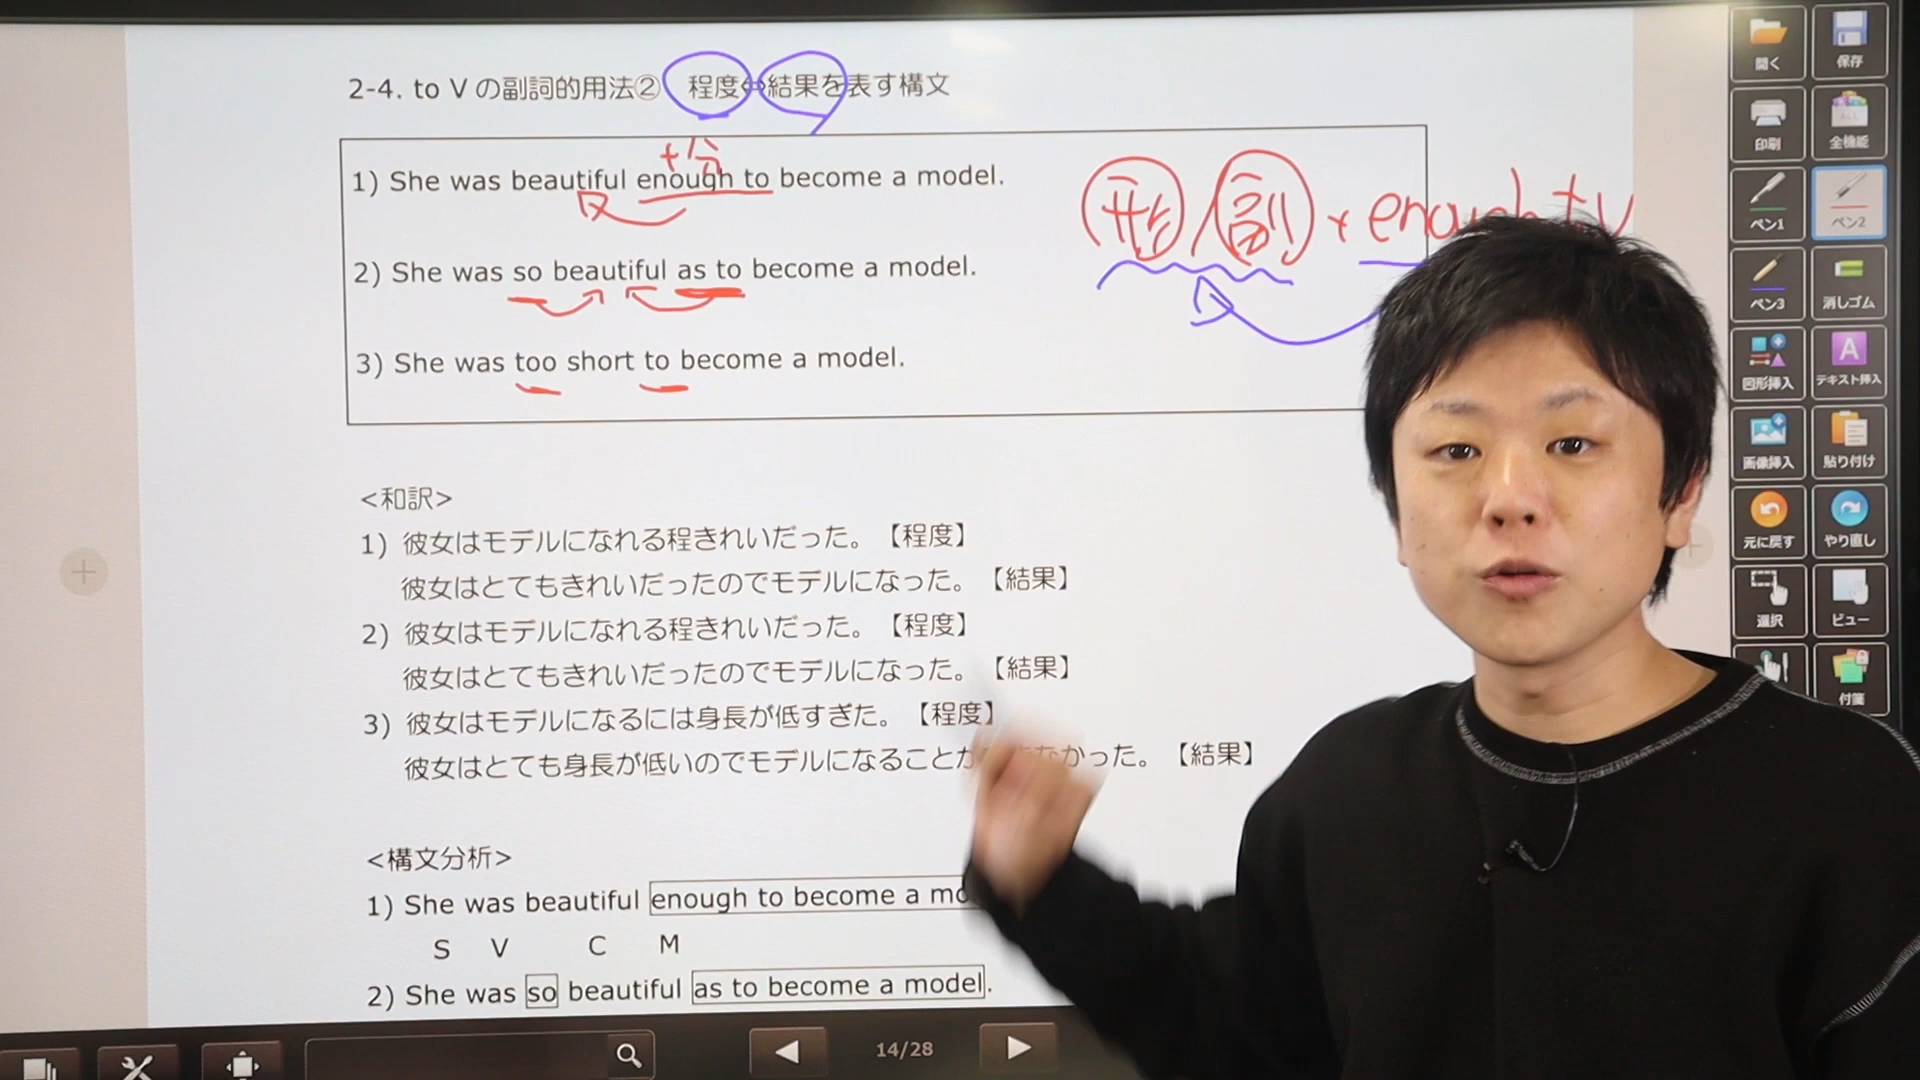 2-4. to V の副詞的用法② 程度⇔結果を表す構文
十分
1) She was beautiful enough to become a model.
形/副 + enough to V
2) She was so beautiful as to become a model.
3) She was too short to become a model.
<和訳>
1) 彼女はモデルになれる程きれいだった。【程度】
彼女はとてもきれいだったのでモデルになった。【結果】
2) 彼女はモデルになれる程きれいだった。【程度】
彼女はとてもきれいだったのでモデルになった。【結果】
3) 彼女はモデルになるには身長が低すぎた。【程度】
彼女はとても身長が低いのでモデルになることが なかった。【結果】
<構文分析>
1) She was beautiful enough to become a mo
S V C M
2) She was so beautiful as to become a model.
14/28
開く 保存
印刷 全機能
ペン1 ペン2
ペン3 消しゴム
図形挿入 テキスト挿入
画像挿入 貼り付け
元に戻す やり直し
選択 ビュー
付箋